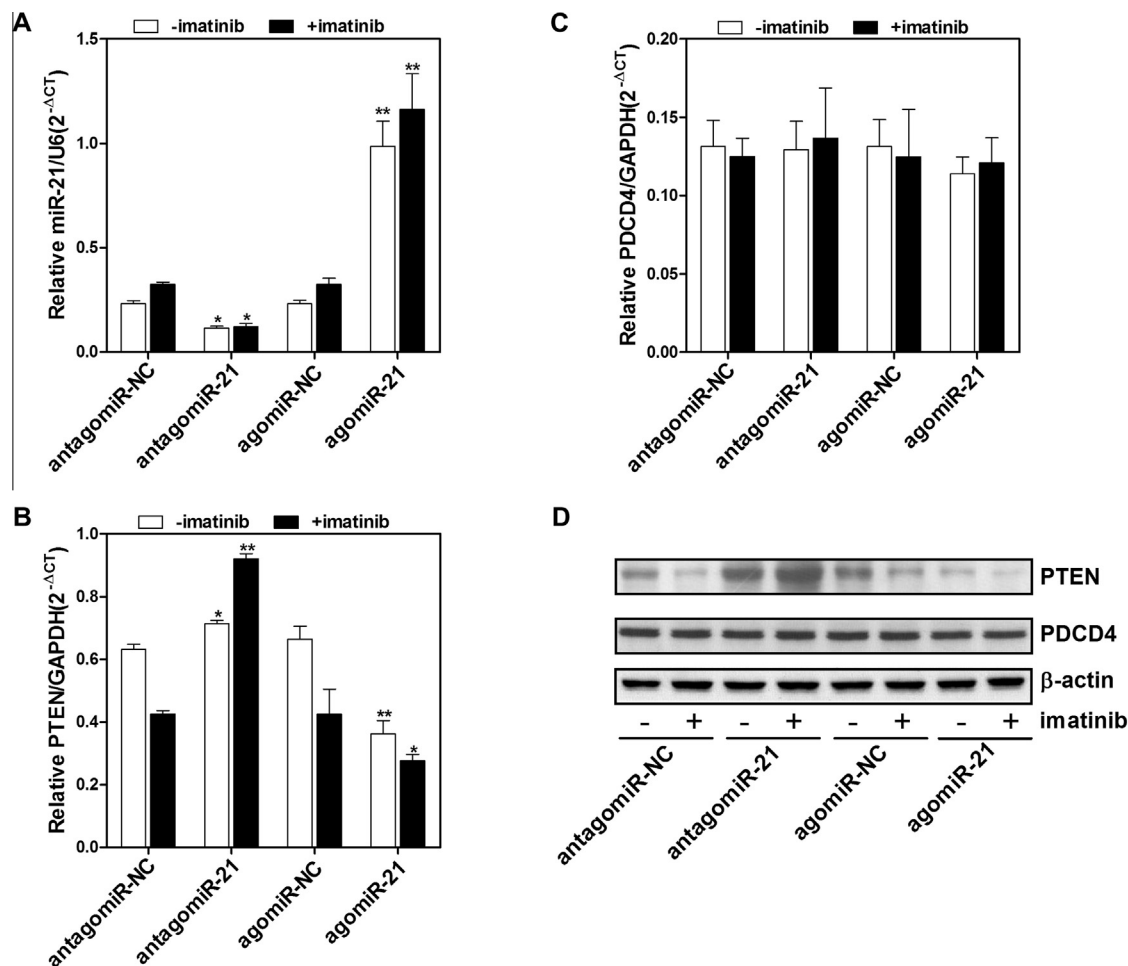 A
-imatinib +imatinib
Relative miR-21/U6(2^-ΔCT)
1.5
1.0
0.5
0.0
* * ** **
antagomiR-NC antagomiR-21 agomiR-NC agomiR-21
C
-imatinib +imatinib
Relative PDCD4/GAPDH(2^-ΔCT)
0.20
0.15
0.10
0.05
0.00
antagomiR-NC antagomiR-21 agomiR-NC agomiR-21
B
-imatinib +imatinib
Relative PTEN/GAPDH(2^-ΔCT)
1.0
0.8
0.6
0.4
0.2
0.0
* ** ** *
antagomiR-NC antagomiR-21 agomiR-NC agomiR-21
D
PTEN
PDCD4
β-actin
- + - + - + - + imatinib
antagomiR-NC antagomiR-21 agomiR-NC agomiR-21